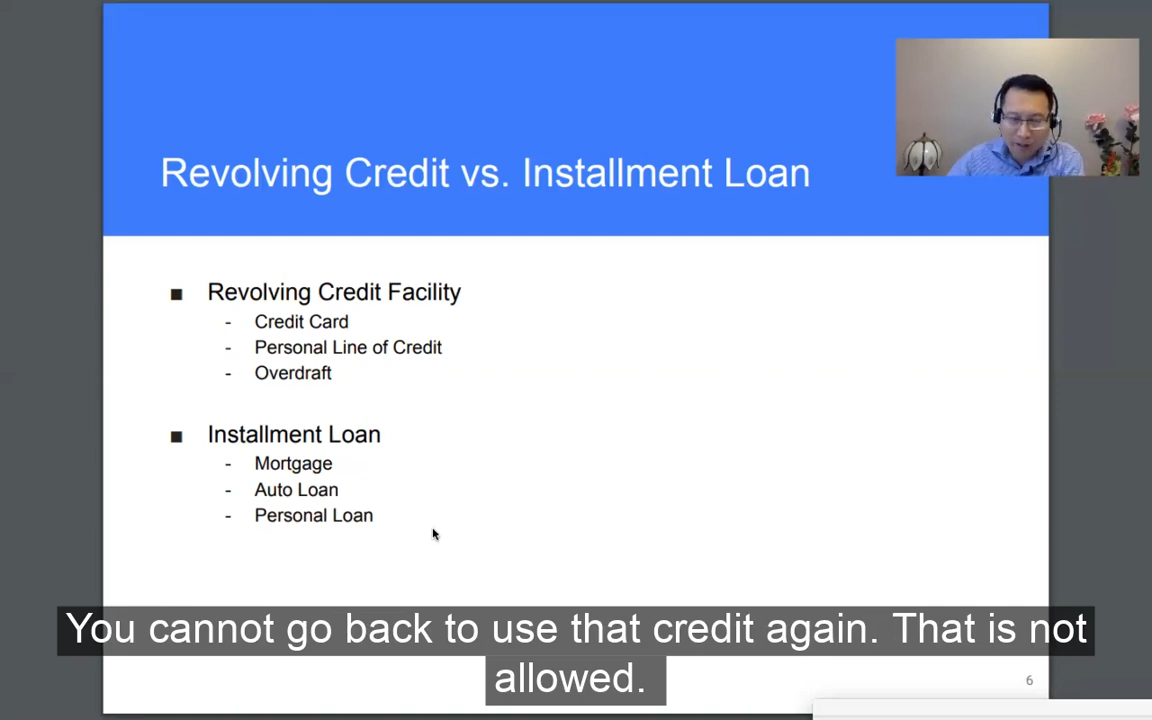 Revolving Credit vs. Installment Loan
■ Revolving Credit Facility
- Credit Card
- Personal Line of Credit
- Overdraft
■ Installment Loan
- Mortgage
- Auto Loan
- Personal Loan
You cannot go back to use that credit again. That is not
allowed.
6